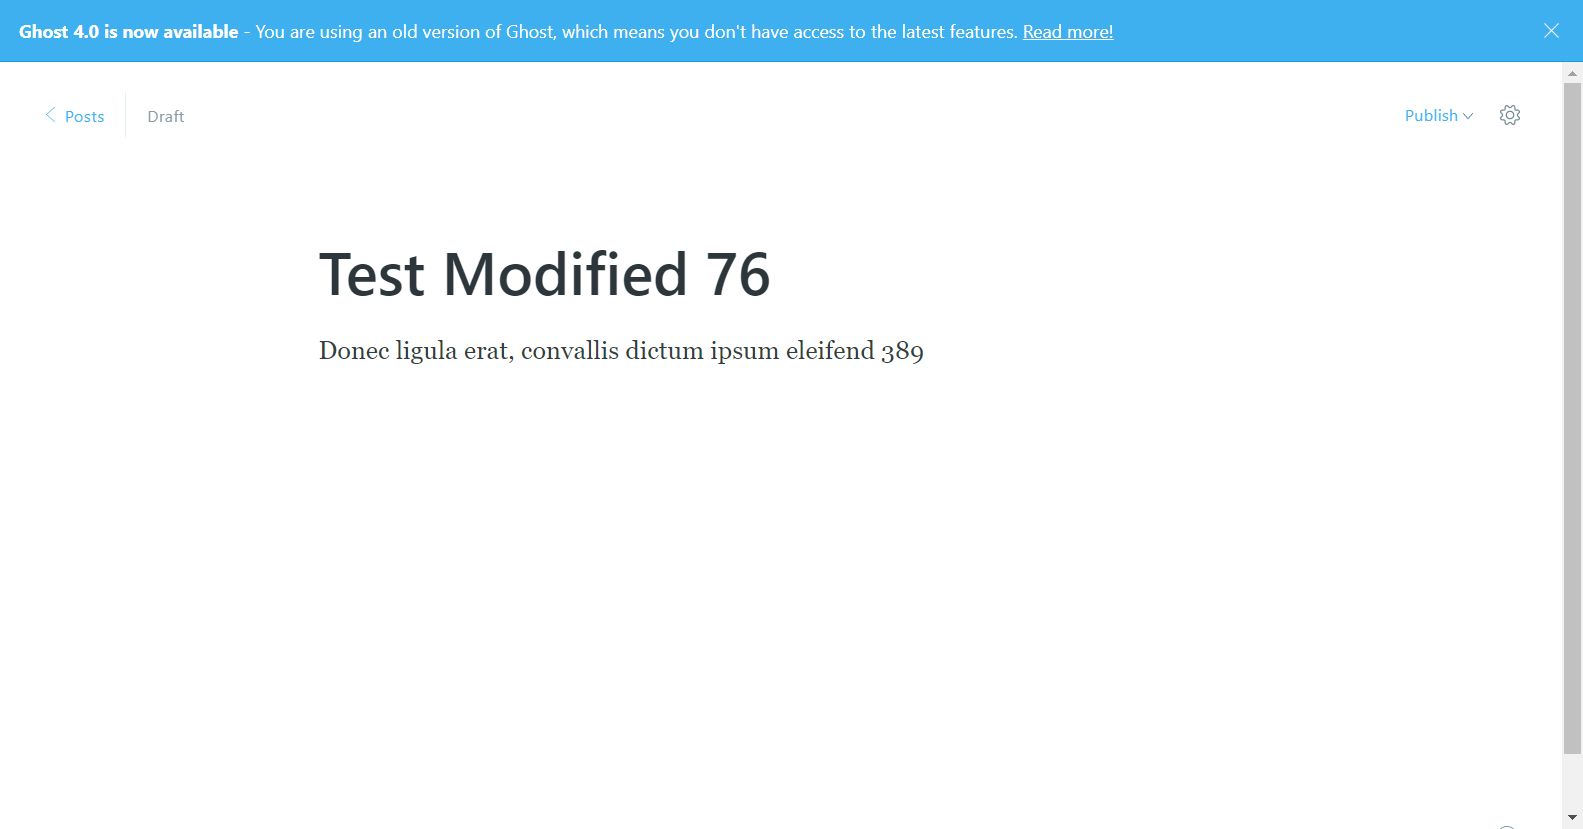 Ghost 4.0 is now available - You are using an old version of Ghost, which means you don't have access to the latest features. Read more!
Posts
Draft
Publish
Test Modified 76
Donec ligula erat, convallis dictum ipsum eleifend 389